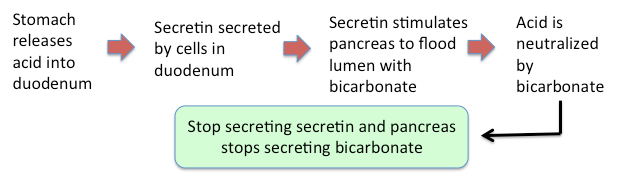 Stomach
releases
acid into
duodenum
Secretin secreted
by cells in
duodenum
Secretin stimulates
pancreas to flood
lumen with
bicarbonate
Acid is
neutralized
by
bicarbonate
Stop secreting secretin and pancreas
stops secreting bicarbonate